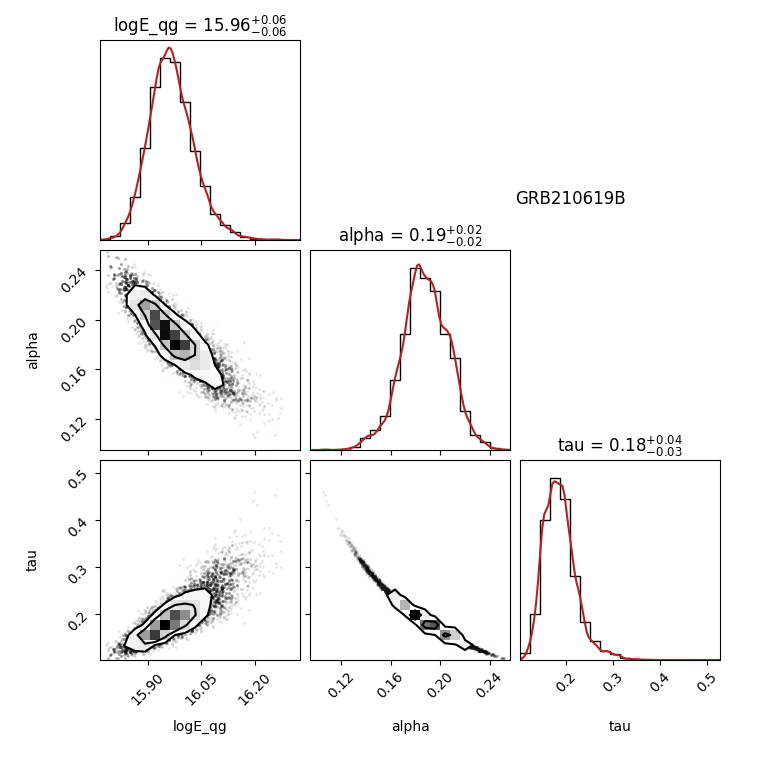 logE_qg = 15.96+0.06−0.06
GRB210619B
alpha = 0.19+0.02−0.02
0.24
0.20
0.16
0.12
alpha
tau = 0.18+0.04−0.03
0.5
0.4
0.3
0.2
tau
15.90 16.05 16.20
0.12 0.16 0.20 0.24
0.2 0.3 0.4 0.5
logE_qg alpha tau